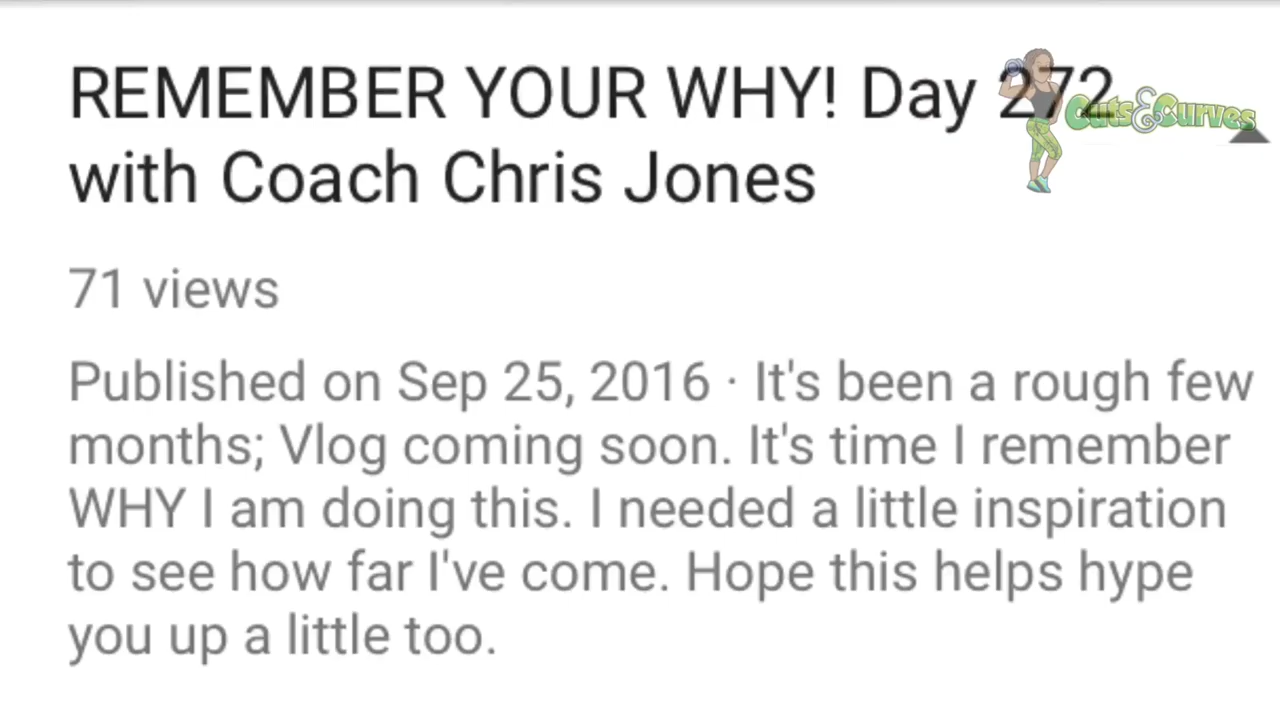 REMEMBER YOUR WHY! Day 272
with Coach Chris Jones
Cuts&Curves
71 views
Published on Sep 25, 2016 · It's been a rough few
months; Vlog coming soon. It's time I remember
WHY I am doing this. I needed a little inspiration
to see how far I've come. Hope this helps hype
you up a little too.